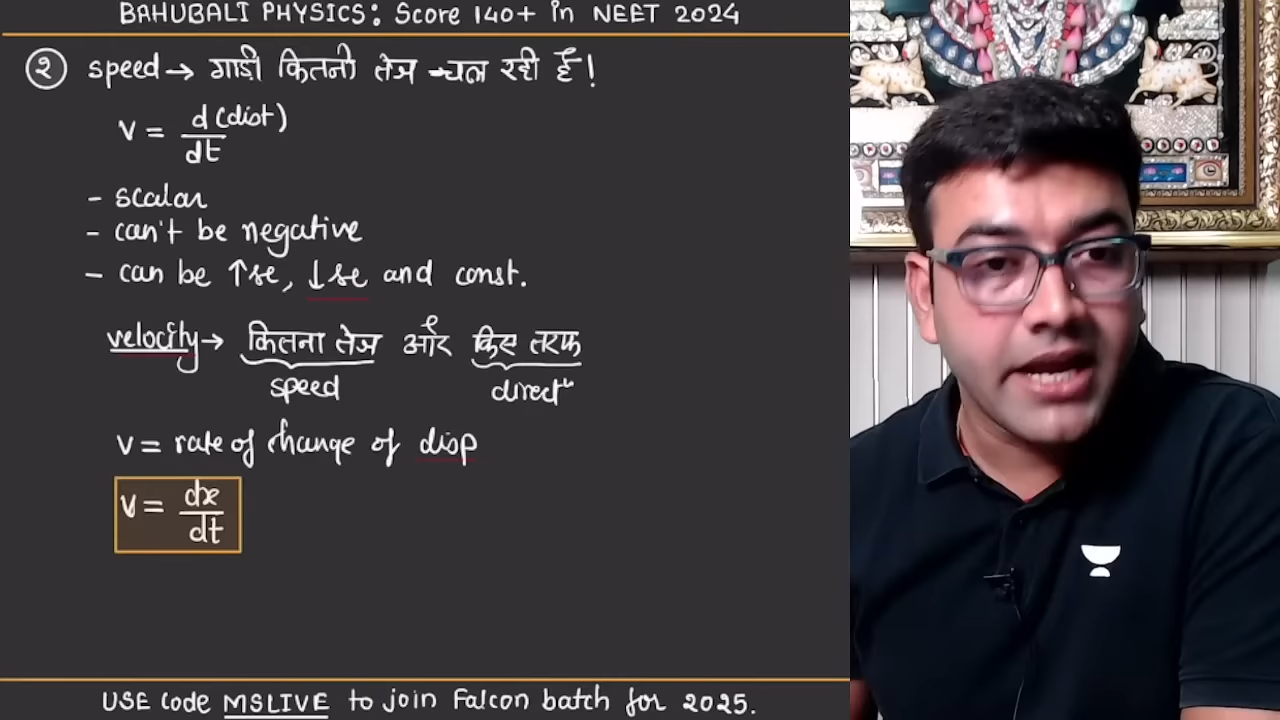 BAHUBALI PHYSICS: Score 140+ in NEET 2024
२ speed → गाडी कितनी तेज चल रही है!
v = d(dist)/dt
- scalar
- can't be negative
- can be ↑se, ↓se and const.
velocity → कितना तेज और किस तरफ
speed directⁿ
v = rate of change of disp
v = dx/dt
USE Code MSLIVE to join Falcon batch for 2025.